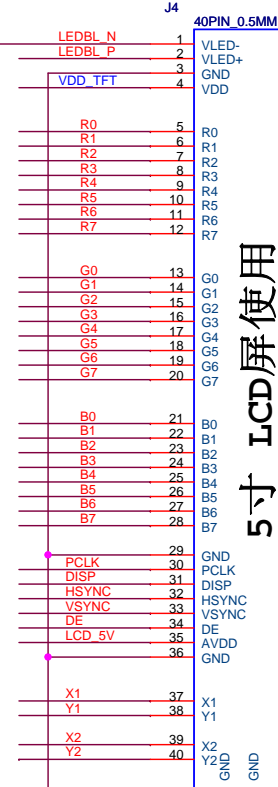 J4
40PIN_0.5MM
LEDBL_N 1 VLED-
LEDBL_P 2 VLED+
3 GND
VDD_TFT 4 VDD
R0 5 R0
R1 6 R1
R2 7 R2
R3 8 R3
R4 9 R4
R5 10 R5
R6 11 R6
R7 12 R7
G0 13 G0
G1 14 G1
G2 15 G2
G3 16 G3
G4 17 G4
G5 18 G5
G6 19 G6
G7 20 G7
B0 21 B0
B1 22 B1
B2 23 B2
B3 24 B3
B4 25 B4
B5 26 B5
B6 27 B6
B7 28 B7
29 GND
PCLK 30 PCLK
DISP 31 DISP
HSYNC 32 HSYNC
VSYNC 33 VSYNC
DE 34 DE
LCD_5V 35 AVDD
36 GND
X1 37 X1
Y1 38 Y1
X2 39 X2
Y2 40 Y2
GND
GND
5寸 LCD屏使用